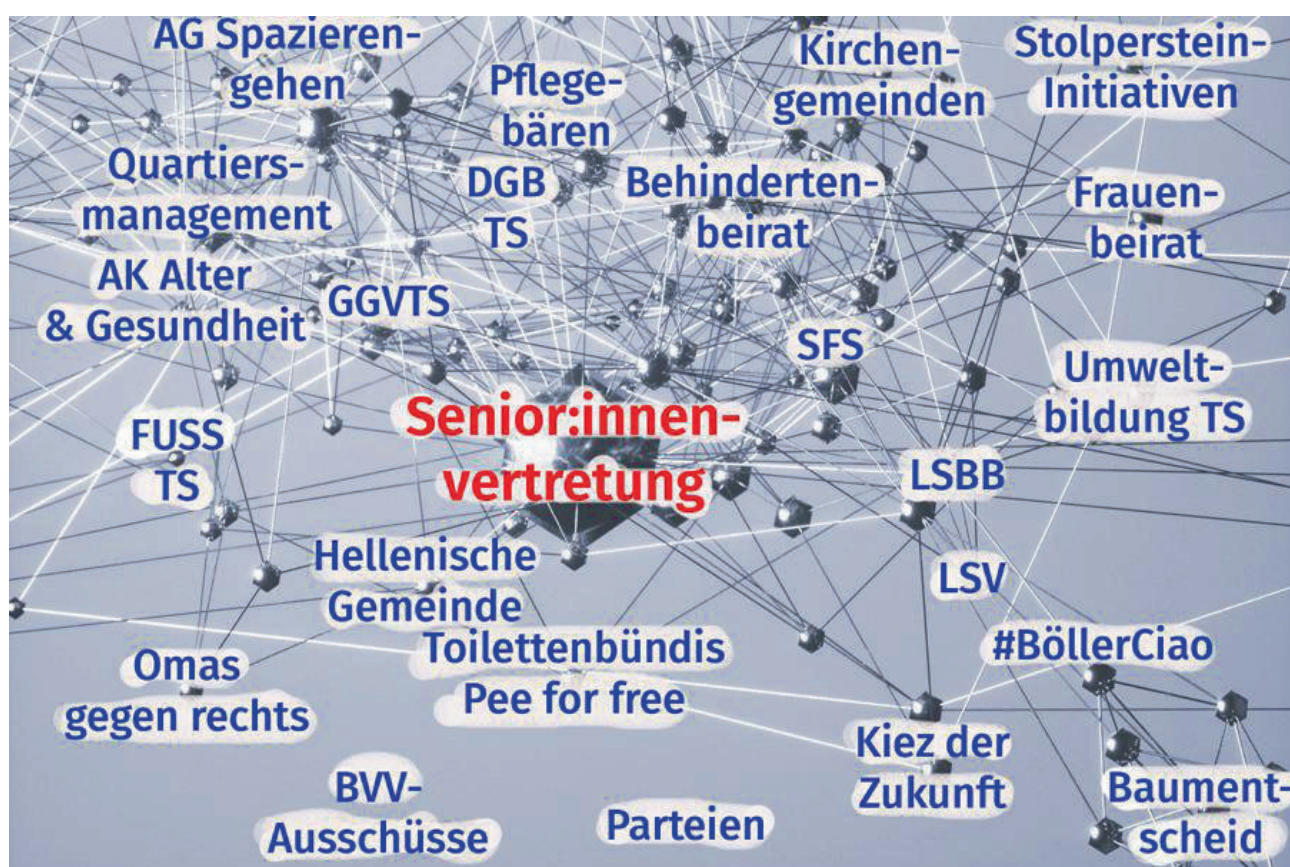 AG Spazieren-
gehen
Pflege-
bären
Kirchen-
gemeinden
Stolperstein-
Initiativen
Quartiers-
management
DGB
TS
Behinderten-
beirat
Frauen-
beirat
AK Alter
& Gesundheit
GGVTS
SFS
Umwelt-
bildung TS
FUSS
TS
Senior:innen-
vertretung
LSBB
Hellenische
Gemeinde
LSV
Omas
gegen rechts
Toilettenbündis
Pee for free
#BöllerCiao
Kiez der
Zukunft
BVV-
Ausschüsse
Parteien
Baument-
scheid